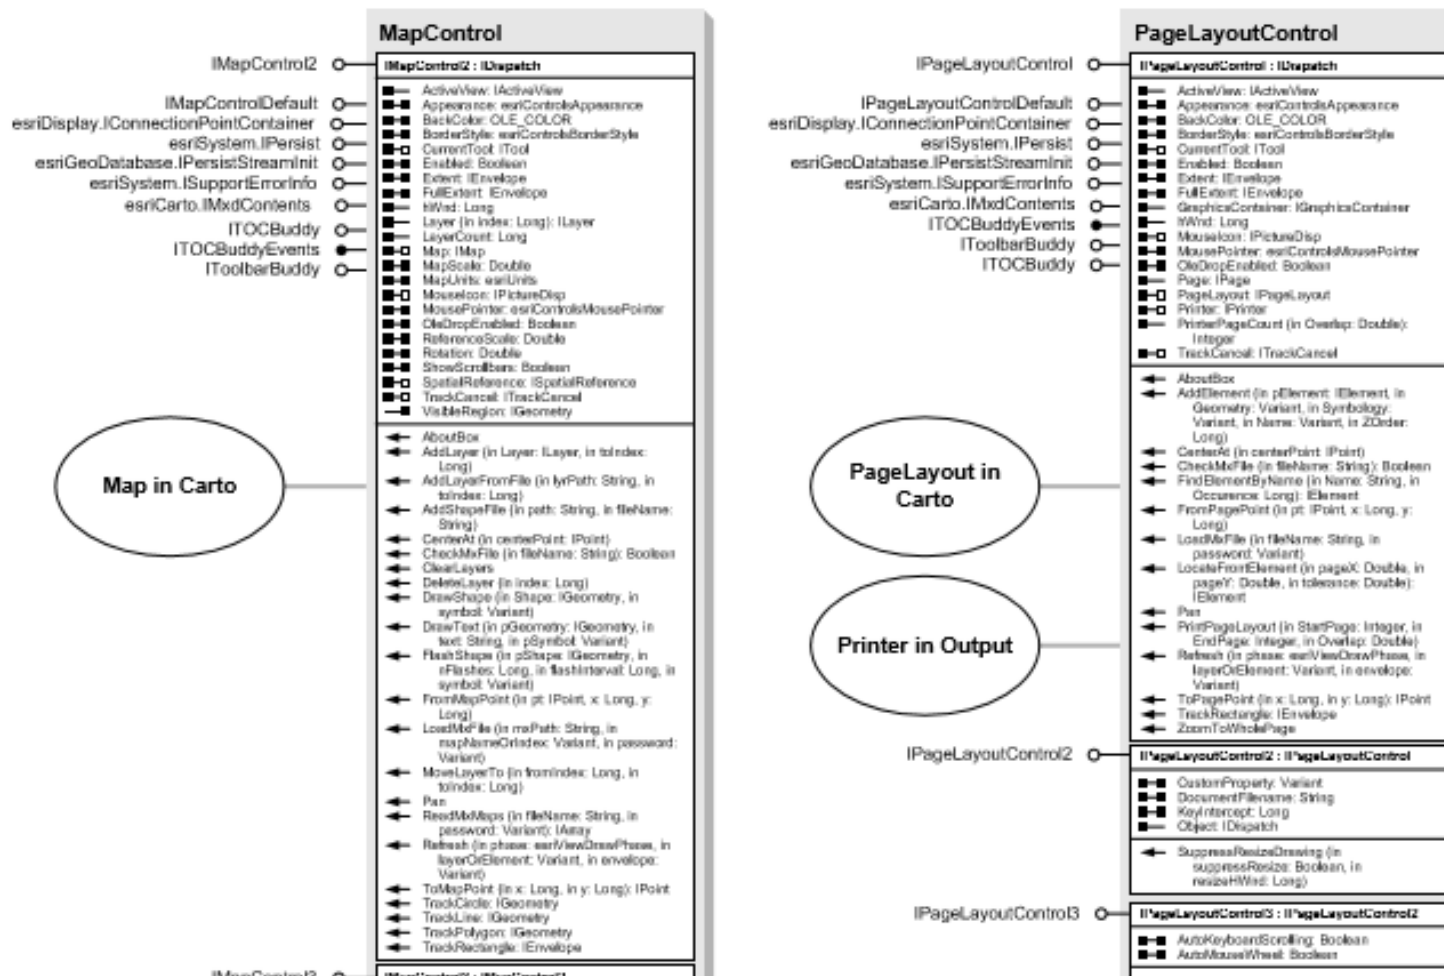 MapControl
IMapControl2
IMapControl2 : IDispatch
IMapControlDefault
esriDisplay.IConnectionPointContainer
esriSystem.IPersist
esriGeoDatabase.IPersistStreamInit
esriSystem.ISupportErrorInfo
esriCarto.IMxdContents
ITOCBuddy
ITOCBuddyEvents
IToolbarBuddy
ActiveView: IActiveView
Appearance: esriControlsAppearance
BackColor: OLE_COLOR
BorderStyle: esriControlsBorderStyle
CurrentTool: ITool
Enabled: Boolean
Extent: IEnvelope
FullExtent: IEnvelope
hWnd: Long
Layer (in index: Long): ILayer
LayerCount: Long
Map: IMap
MapScale: Double
MapUnits: esriUnits
MouseIcon: IPictureDisp
MousePointer: esriControlsMousePointer
OleDropEnabled: Boolean
ReferenceScale: Double
Rotation: Double
ShowScrollbars: Boolean
SpatialReference: ISpatialReference
TrackCancel: ITrackCancel
VisibleRegion: IGeometry
Map in Carto
AboutBox
AddLayer (in Layer: ILayer, in toIndex:
Long)
AddLayerFromFile (in lyrPath: String, in
toIndex: Long)
AddShapeFile (in path: String, in fileName:
String)
CenterAt (in centerPoint: IPoint)
CheckMxFile (in fileName: String): Boolean
ClearLayers
DeleteLayer (in index: Long)
DrawShape (in Shape: IGeometry, in
symbol: Variant)
DrawText (in pGeometry: IGeometry, in
text: String, in pSymbol: Variant)
FlashShape (in pShape: IGeometry, in
nFlashes: Long, in flashInterval: Long, in
symbol: Variant)
FromMapPoint (in pt: IPoint, x: Long, y:
Long)
LoadMxFile (in mxPath: String, in
mapNameOrIndex: Variant, in password:
Variant)
MoveLayerTo (in fromIndex: Long, in
toIndex: Long)
Pan
ReadMxMaps (in fileName: String, in
password: Variant): IArray
Refresh (in phase: esriViewDrawPhase, in
layerOrElement: Variant, in envelope:
Variant)
ToMapPoint (in x: Long, in y: Long): IPoint
TrackCircle: IGeometry
TrackLine: IGeometry
TrackPolygon: IGeometry
TrackRectangle: IEnvelope
IMapControl3
IMapControl3 : IMapControl2
PageLayoutControl
IPageLayoutControl
IPageLayoutControl : IDispatch
IPageLayoutControlDefault
esriDisplay.IConnectionPointContainer
esriSystem.IPersist
esriGeoDatabase.IPersistStreamInit
esriSystem.ISupportErrorInfo
esriCarto.IMxdContents
ITOCBuddyEvents
IToolbarBuddy
ITOCBuddy
ActiveView: IActiveView
Appearance: esriControlsAppearance
BackColor: OLE_COLOR
BorderStyle: esriControlsBorderStyle
CurrentTool: ITool
Enabled: Boolean
Extent: IEnvelope
FullExtent: IEnvelope
GraphicsContainer: IGraphicsContainer
hWnd: Long
MouseIcon: IPictureDisp
MousePointer: esriControlsMousePointer
OleDropEnabled: Boolean
Page: IPage
PageLayout: IPageLayout
Printer: IPrinter
PrinterPageCount (in Overlap: Double):
Integer
TrackCancel: ITrackCancel
PageLayout in
Carto
Printer in Output
AboutBox
AddElement (in pElement: IElement, in
Geometry: Variant, in Symbology:
Variant, in Name: Variant, in ZOrder:
Long)
CenterAt (in centerPoint: IPoint)
CheckMxFile (in fileName: String): Boolean
FindElementByName (in Name: String, in
Occurence: Long): IElement
FromPagePoint (in pt: IPoint, x: Long, y:
Long)
LoadMxFile (in fileName: String, in
password: Variant)
LocateFrontElement (in pageX: Double, in
pageY: Double, in tolerance: Double):
IElement
Pan
PrintPageLayout (in StartPage: Integer, in
EndPage: Integer, in Overlap: Double)
Refresh (in phase: esriViewDrawPhase, in
layerOrElement: Variant, in envelope:
Variant)
ToPagePoint (in x: Long, in y: Long): IPoint
TrackRectangle: IEnvelope
ZoomToWholePage
IPageLayoutControl2
IPageLayoutControl2 : IPageLayoutControl
CustomProperty: Variant
DocumentFilename: String
KeyIntercept: Long
Object: IDispatch
SuppressResizeDrawing (in
suppressResize: Boolean, in
resizeHWnd: Long)
IPageLayoutControl3
IPageLayoutControl3 : IPageLayoutControl2
AutoKeyboardScrolling: Boolean
AutoMouseWheel: Boolean